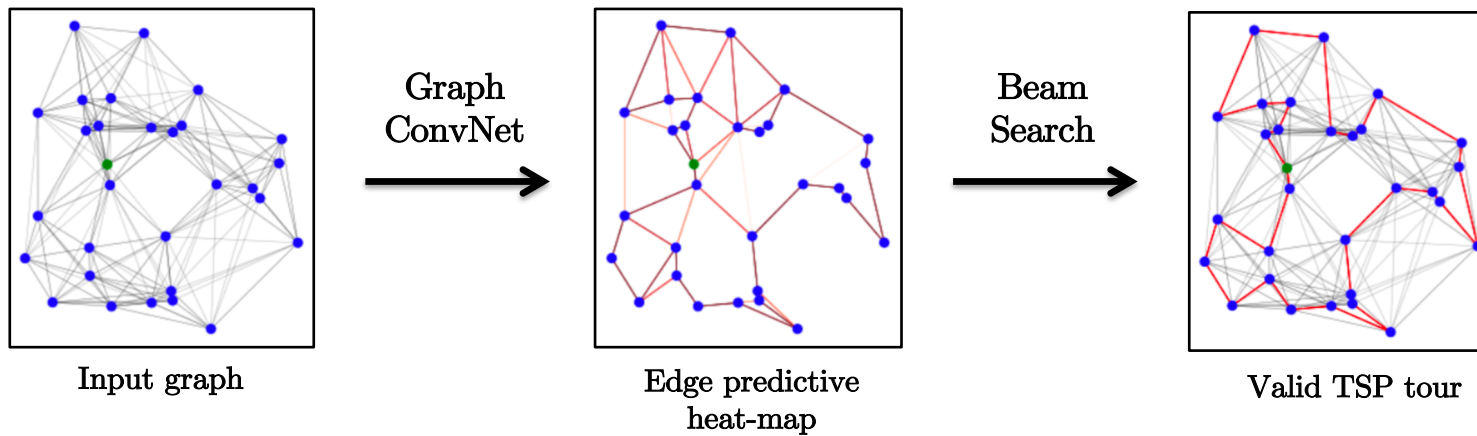 Graph
ConvNet
Beam
Search
Input graph
Edge predictive
heat-map
Valid TSP tour